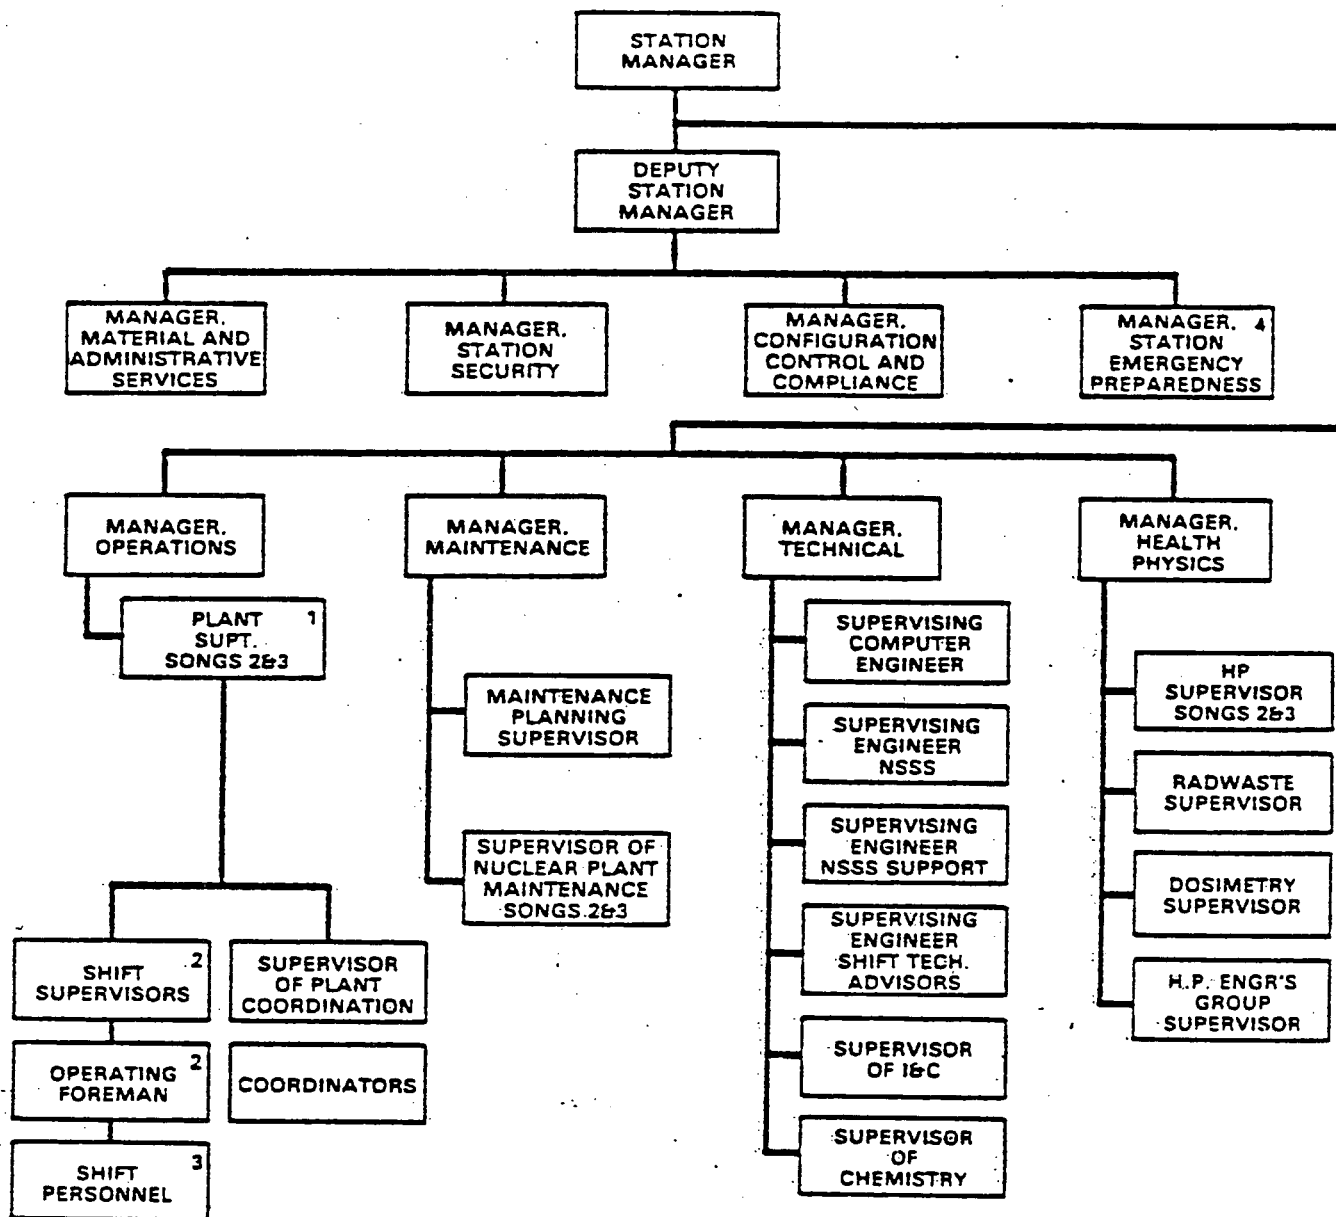 STATION
MANAGER
DEPUTY
STATION
MANAGER
MANAGER,
MATERIAL AND
ADMINISTRATIVE
SERVICES
MANAGER,
STATION
SECURITY
MANAGER,
CONFIGURATION
CONTROL AND
COMPLIANCE
MANAGER, 4
STATION
EMERGENCY
PREPAREDNESS
MANAGER,
OPERATIONS
MANAGER,
MAINTENANCE
MANAGER,
TECHNICAL
MANAGER,
HEALTH
PHYSICS
PLANT 1
SUPT.
SONGS 2&3
MAINTENANCE
PLANNING
SUPERVISOR
SUPERVISOR OF
NUCLEAR PLANT
MAINTENANCE
SONGS 2&3
SUPERVISING
COMPUTER
ENGINEER
SUPERVISING
ENGINEER
NSSS
SUPERVISING
ENGINEER
NSSS SUPPORT
SUPERVISING
ENGINEER
SHIFT TECH.
ADVISORS
SUPERVISOR
OF I&C
SUPERVISOR
OF
CHEMISTRY
HP
SUPERVISOR
SONGS 2&3
RADWASTE
SUPERVISOR
DOSIMETRY
SUPERVISOR
H.P. ENGR'S
GROUP
SUPERVISOR
SHIFT 2
SUPERVISORS
SUPERVISOR
OF PLANT
COORDINATION
OPERATING 2
FOREMAN
COORDINATORS
SHIFT 3
PERSONNEL